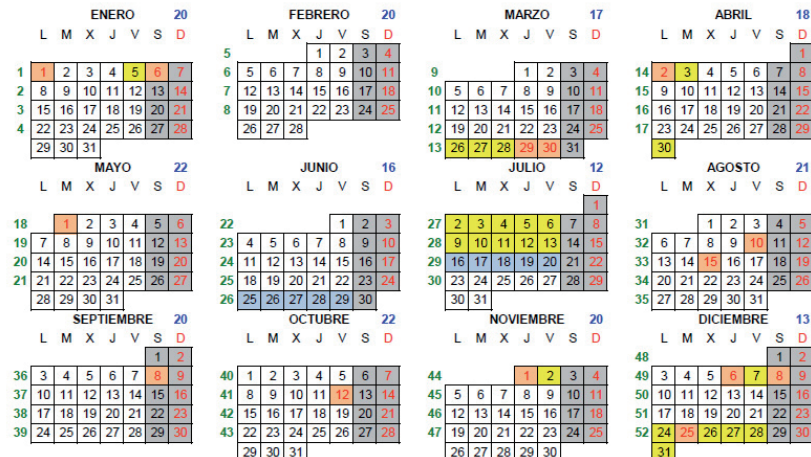 ENERO 20 FEBRERO 20 MARZO 17 ABRIL 18
L M X J V S D L M X J V S D L M X J V S D L M X J V S D
5 1 2 3 4 1
1 1 2 3 4 5 6 7 6 5 6 7 8 9 10 11 9 1 2 3 4 14 2 3 4 5 6 7 8
2 8 9 10 11 12 13 14 7 12 13 14 15 16 17 18 10 5 6 7 8 9 10 11 15 9 10 11 12 13 14 15
3 15 16 17 18 19 20 21 8 19 20 21 22 23 24 25 11 12 13 14 15 16 17 18 16 16 17 18 19 20 21 22
4 22 23 24 25 26 27 28 26 27 28 12 19 20 21 22 23 24 25 17 23 24 25 26 27 28 29
29 30 31 13 26 27 28 29 30 31 30
MAYO 22 JUNIO 16 JULIO 12 AGOSTO 21
L M X J V S D L M X J V S D L M X J V S D L M X J V S D
1
18 1 2 3 4 5 6 22 1 2 3 27 2 3 4 5 6 7 8 31 1 2 3 4 5
19 7 8 9 10 11 12 13 23 4 5 6 7 8 9 10 28 9 10 11 12 13 14 15 32 6 7 8 9 10 11 12
20 14 15 16 17 18 19 20 24 11 12 13 14 15 16 17 29 16 17 18 19 20 21 22 33 13 14 15 16 17 18 19
21 21 22 23 24 25 26 27 25 18 19 20 21 22 23 24 30 23 24 25 26 27 28 29 34 20 21 22 23 24 25 26
28 29 30 31 26 25 26 27 28 29 30 30 31 35 27 28 29 30 31
SEPTIEMBRE 20 OCTUBRE 22 NOVIEMBRE 20 DICIEMBRE 13
L M X J V S D L M X J V S D L M X J V S D L M X J V S D
1 2 48 1 2
36 3 4 5 6 7 8 9 40 1 2 3 4 5 6 7 44 1 2 3 4 49 3 4 5 6 7 8 9
37 10 11 12 13 14 15 16 41 8 9 10 11 12 13 14 45 5 6 7 8 9 10 11 50 10 11 12 13 14 15 16
38 17 18 19 20 21 22 23 42 15 16 17 18 19 20 21 46 12 13 14 15 16 17 18 51 17 18 19 20 21 22 23
39 24 25 26 27 28 29 30 43 22 23 24 25 26 27 28 47 19 20 21 22 23 24 25 52 24 25 26 27 28 29 30
29 30 31 26 27 28 29 30 31